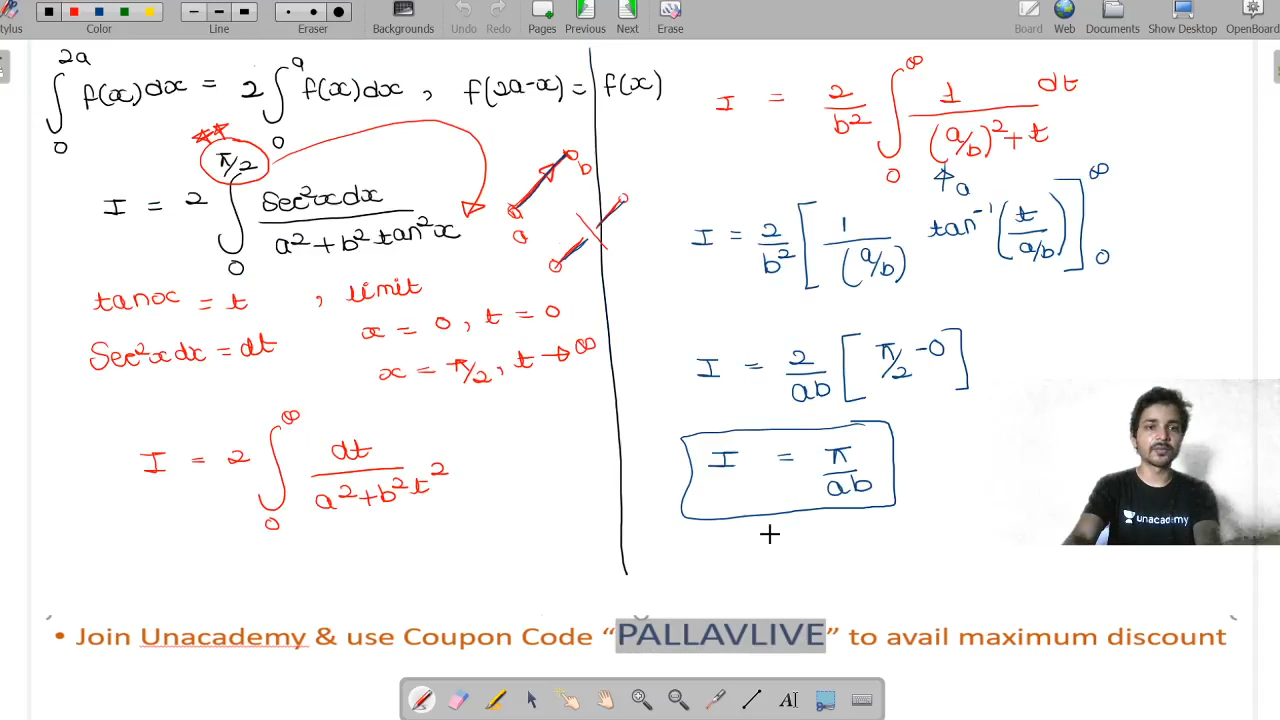 Stylus Color Line Eraser Backgrounds Undo Redo Pages Previous Next Erase Board Web Documents Show Desktop OpenBoard
∫₀^{2a} f(x)dx = 2∫₀^{a} f(x)dx , f(2a-x) = f(x)
I = 2 ∫₀^{π/2} sec²x dx / (a² + b² tan²x)
a b
tanx = t , limit
x = 0, t = 0
Sec²x dx = dt
x = π/2, t → ∞
I = 2 ∫₀^{∞} dt / (a² + b²t²)
I = 2/b² ∫₀^{∞} 1 / ((a/b)² + t) dt
a
I = 2/b² [ 1/(a/b) tan⁻¹ (t/(a/b)) ]₀^{∞}
I = 2/ab [ π/2 - 0 ]
I = π/ab
unacademy
• Join Unacademy & use Coupon Code “PALLAVLIVE” to avail maximum discount